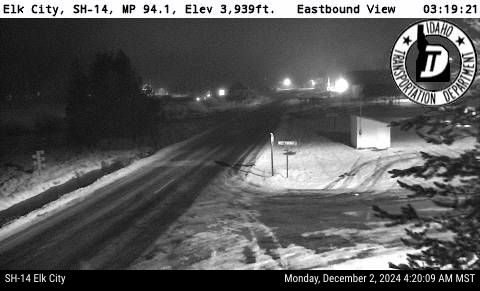 Elk City, SH-14, MP 94.1, Elev 3,939ft. Eastbound View 03:19:21
IDAHO
TRANSPORTATION DEPARTMENT
SH-14 Elk City
Monday, December 2, 2024 4:20:09 AM MST